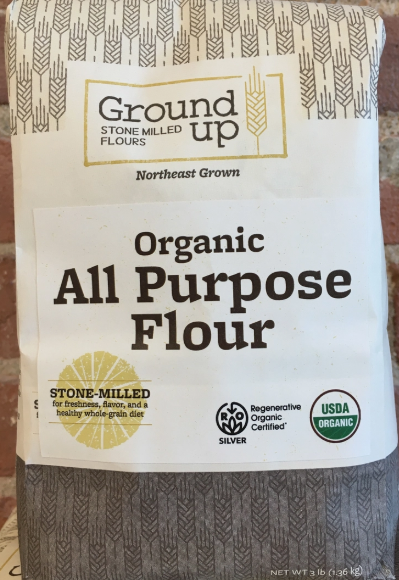 Ground
up
STONE MILLED
FLOURS
Northeast Grown
Organic
All Purpose
Flour
STONE-MILLED
for freshness, flavor, and a
healthy whole-grain diet
RO
Regenerative
Organic
Certified
SILVER
USDA
ORGANIC
NET WT 3 lb (1.36 kg)